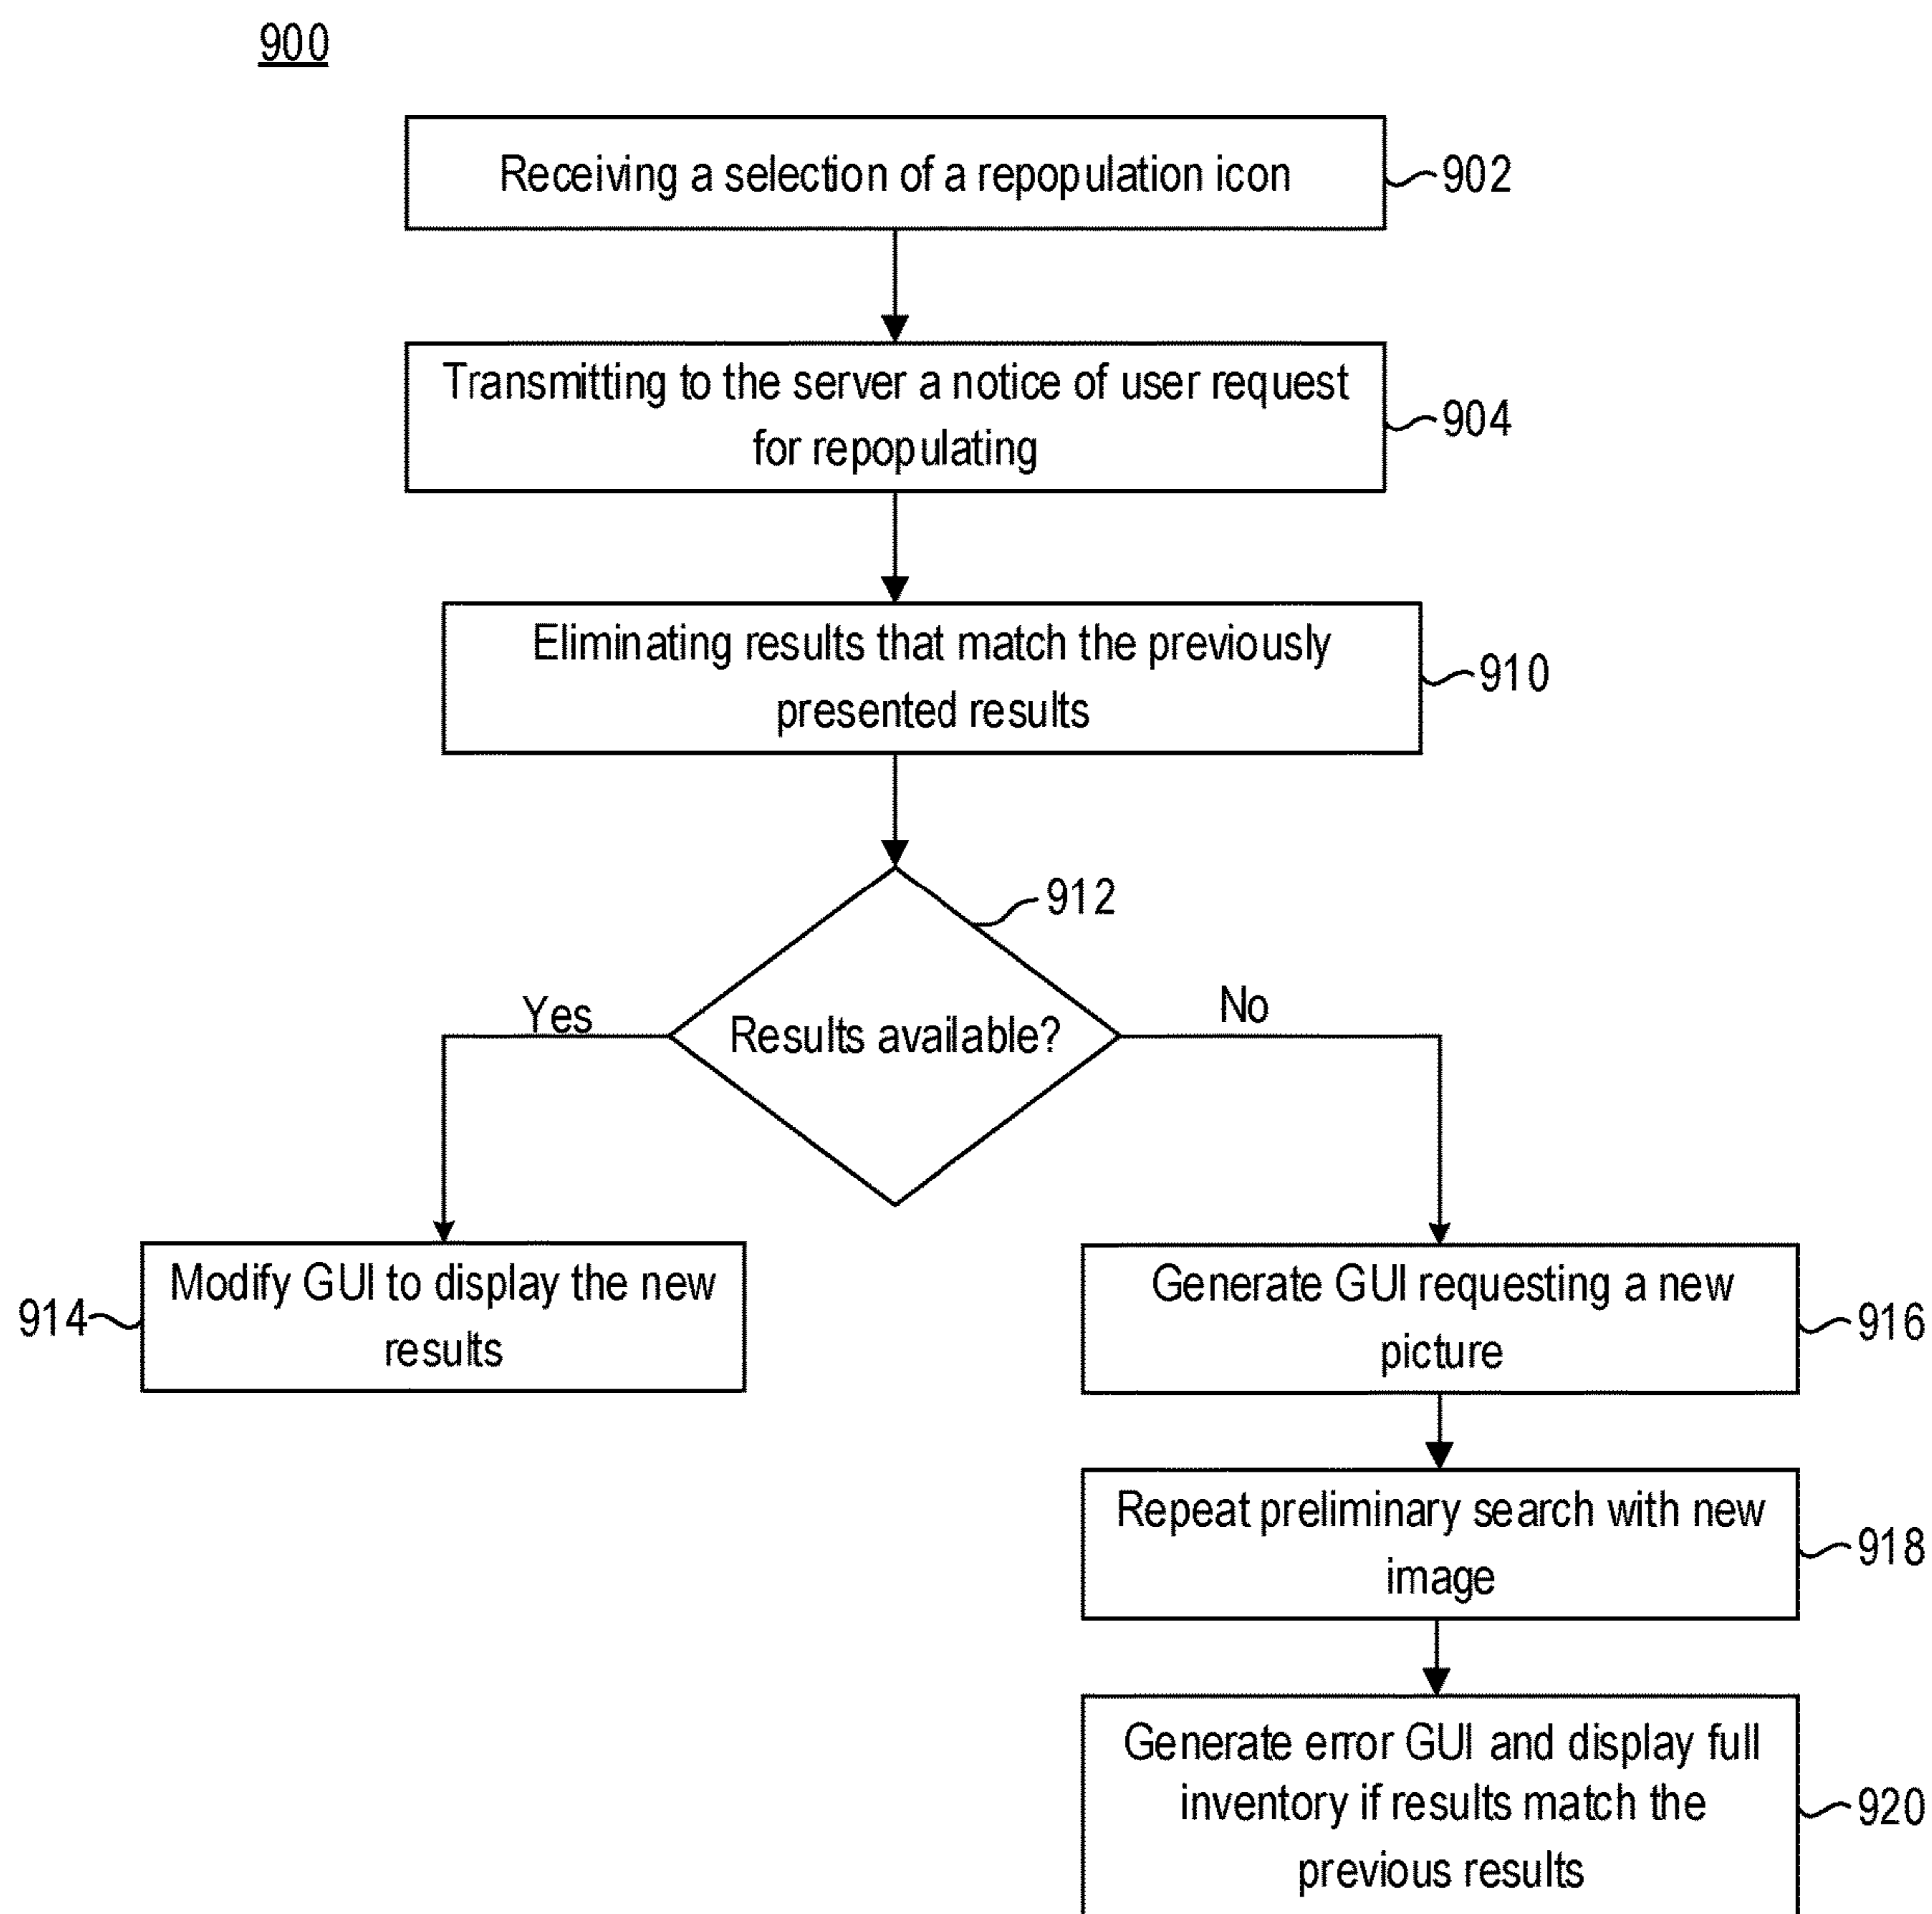 900
Receiving a selection of a repopulation icon
902
Transmitting to the server a notice of user request
for repopulating
904
Eliminating results that match the previously
presented results
910
912
Results available?
Yes
No
Modify GUI to display the new
results
914
Generate GUI requesting a new
picture
916
Repeat preliminary search with new
image
918
Generate error GUI and display full
inventory if results match the
previous results
920